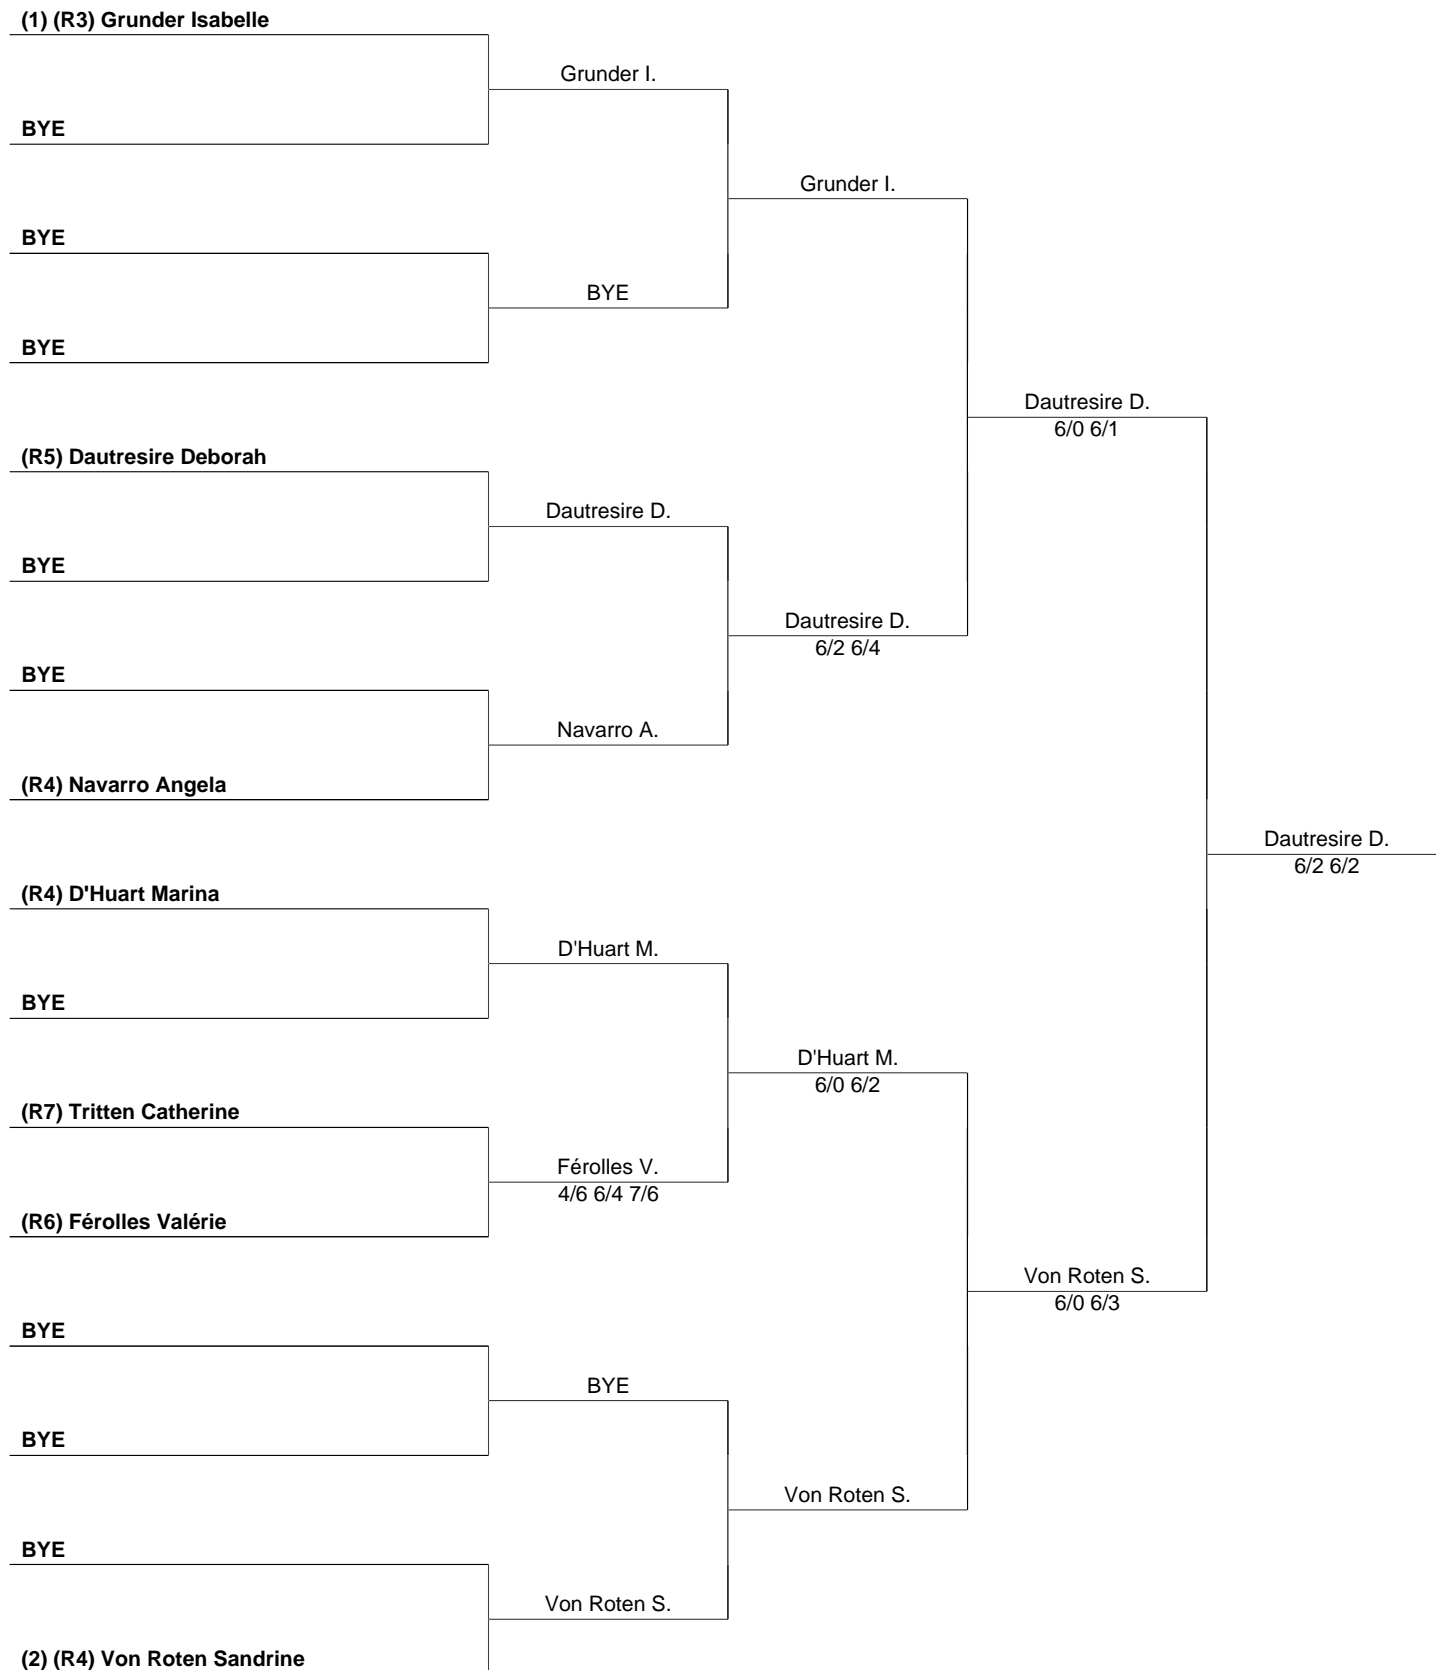 (1) (R3) Grunder Isabelle
Grunder I.
BYE
Grunder I.
BYE
BYE
BYE
Dautresire D.
6/0 6/1
(R5) Dautresire Deborah
Dautresire D.
BYE
Dautresire D.
6/2 6/4
BYE
Navarro A.
(R4) Navarro Angela
Dautresire D.
6/2 6/2
(R4) D'Huart Marina
D'Huart M.
BYE
D'Huart M.
6/0 6/2
(R7) Tritten Catherine
Férolles V.
4/6 6/4 7/6
(R6) Férolles Valérie
Von Roten S.
6/0 6/3
BYE
BYE
BYE
Von Roten S.
BYE
Von Roten S.
(2) (R4) Von Roten Sandrine